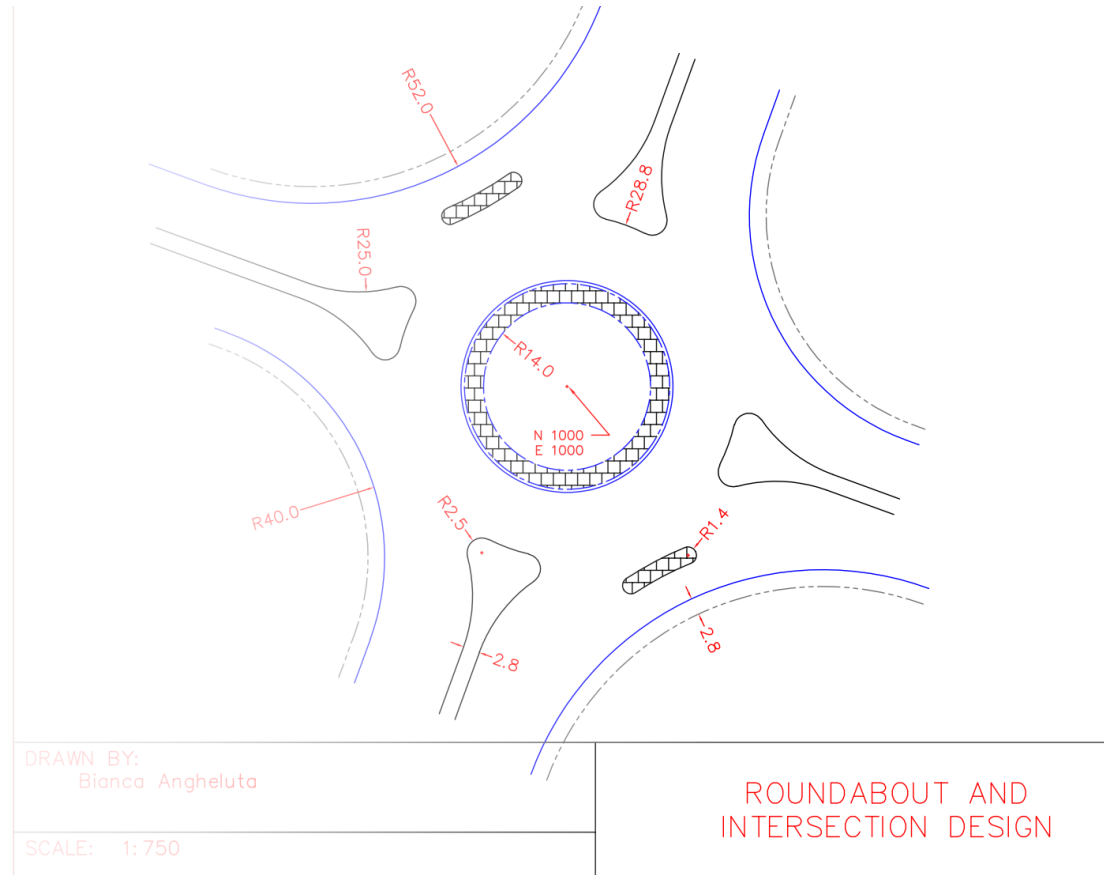 R52.0
R28.8
R25.0
R14.0
N 1000
E 1000
R40.0
R2.5
R1.4
2.8
2.8
DRAWN BY:
Bianca Angheluta
SCALE: 1:750
ROUNDABOUT AND
INTERSECTION DESIGN